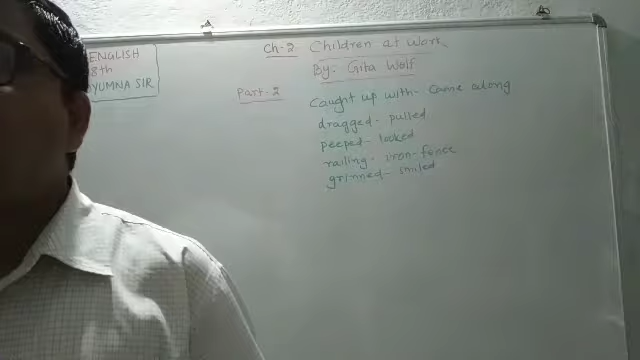 ENGLISH
8th
YUMNA SIR
Ch-2 Children at Work
By:- Gita Wolf
Part-2
Caught up with- Came along
dragged- pulled
peeped- looked
railing- iron-fence
grinned- smiled